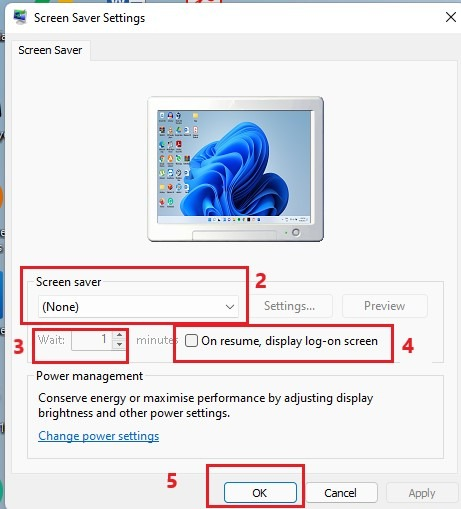 Screen Saver Settings
Screen Saver
Screen saver
2
(None)
Settings...
Preview
3
Wait:
1
minutes
On resume, display log-on screen
4
Power management
Conserve energy or maximise performance by adjusting display
brightness and other power settings.
Change power settings
5
OK
Cancel
Apply